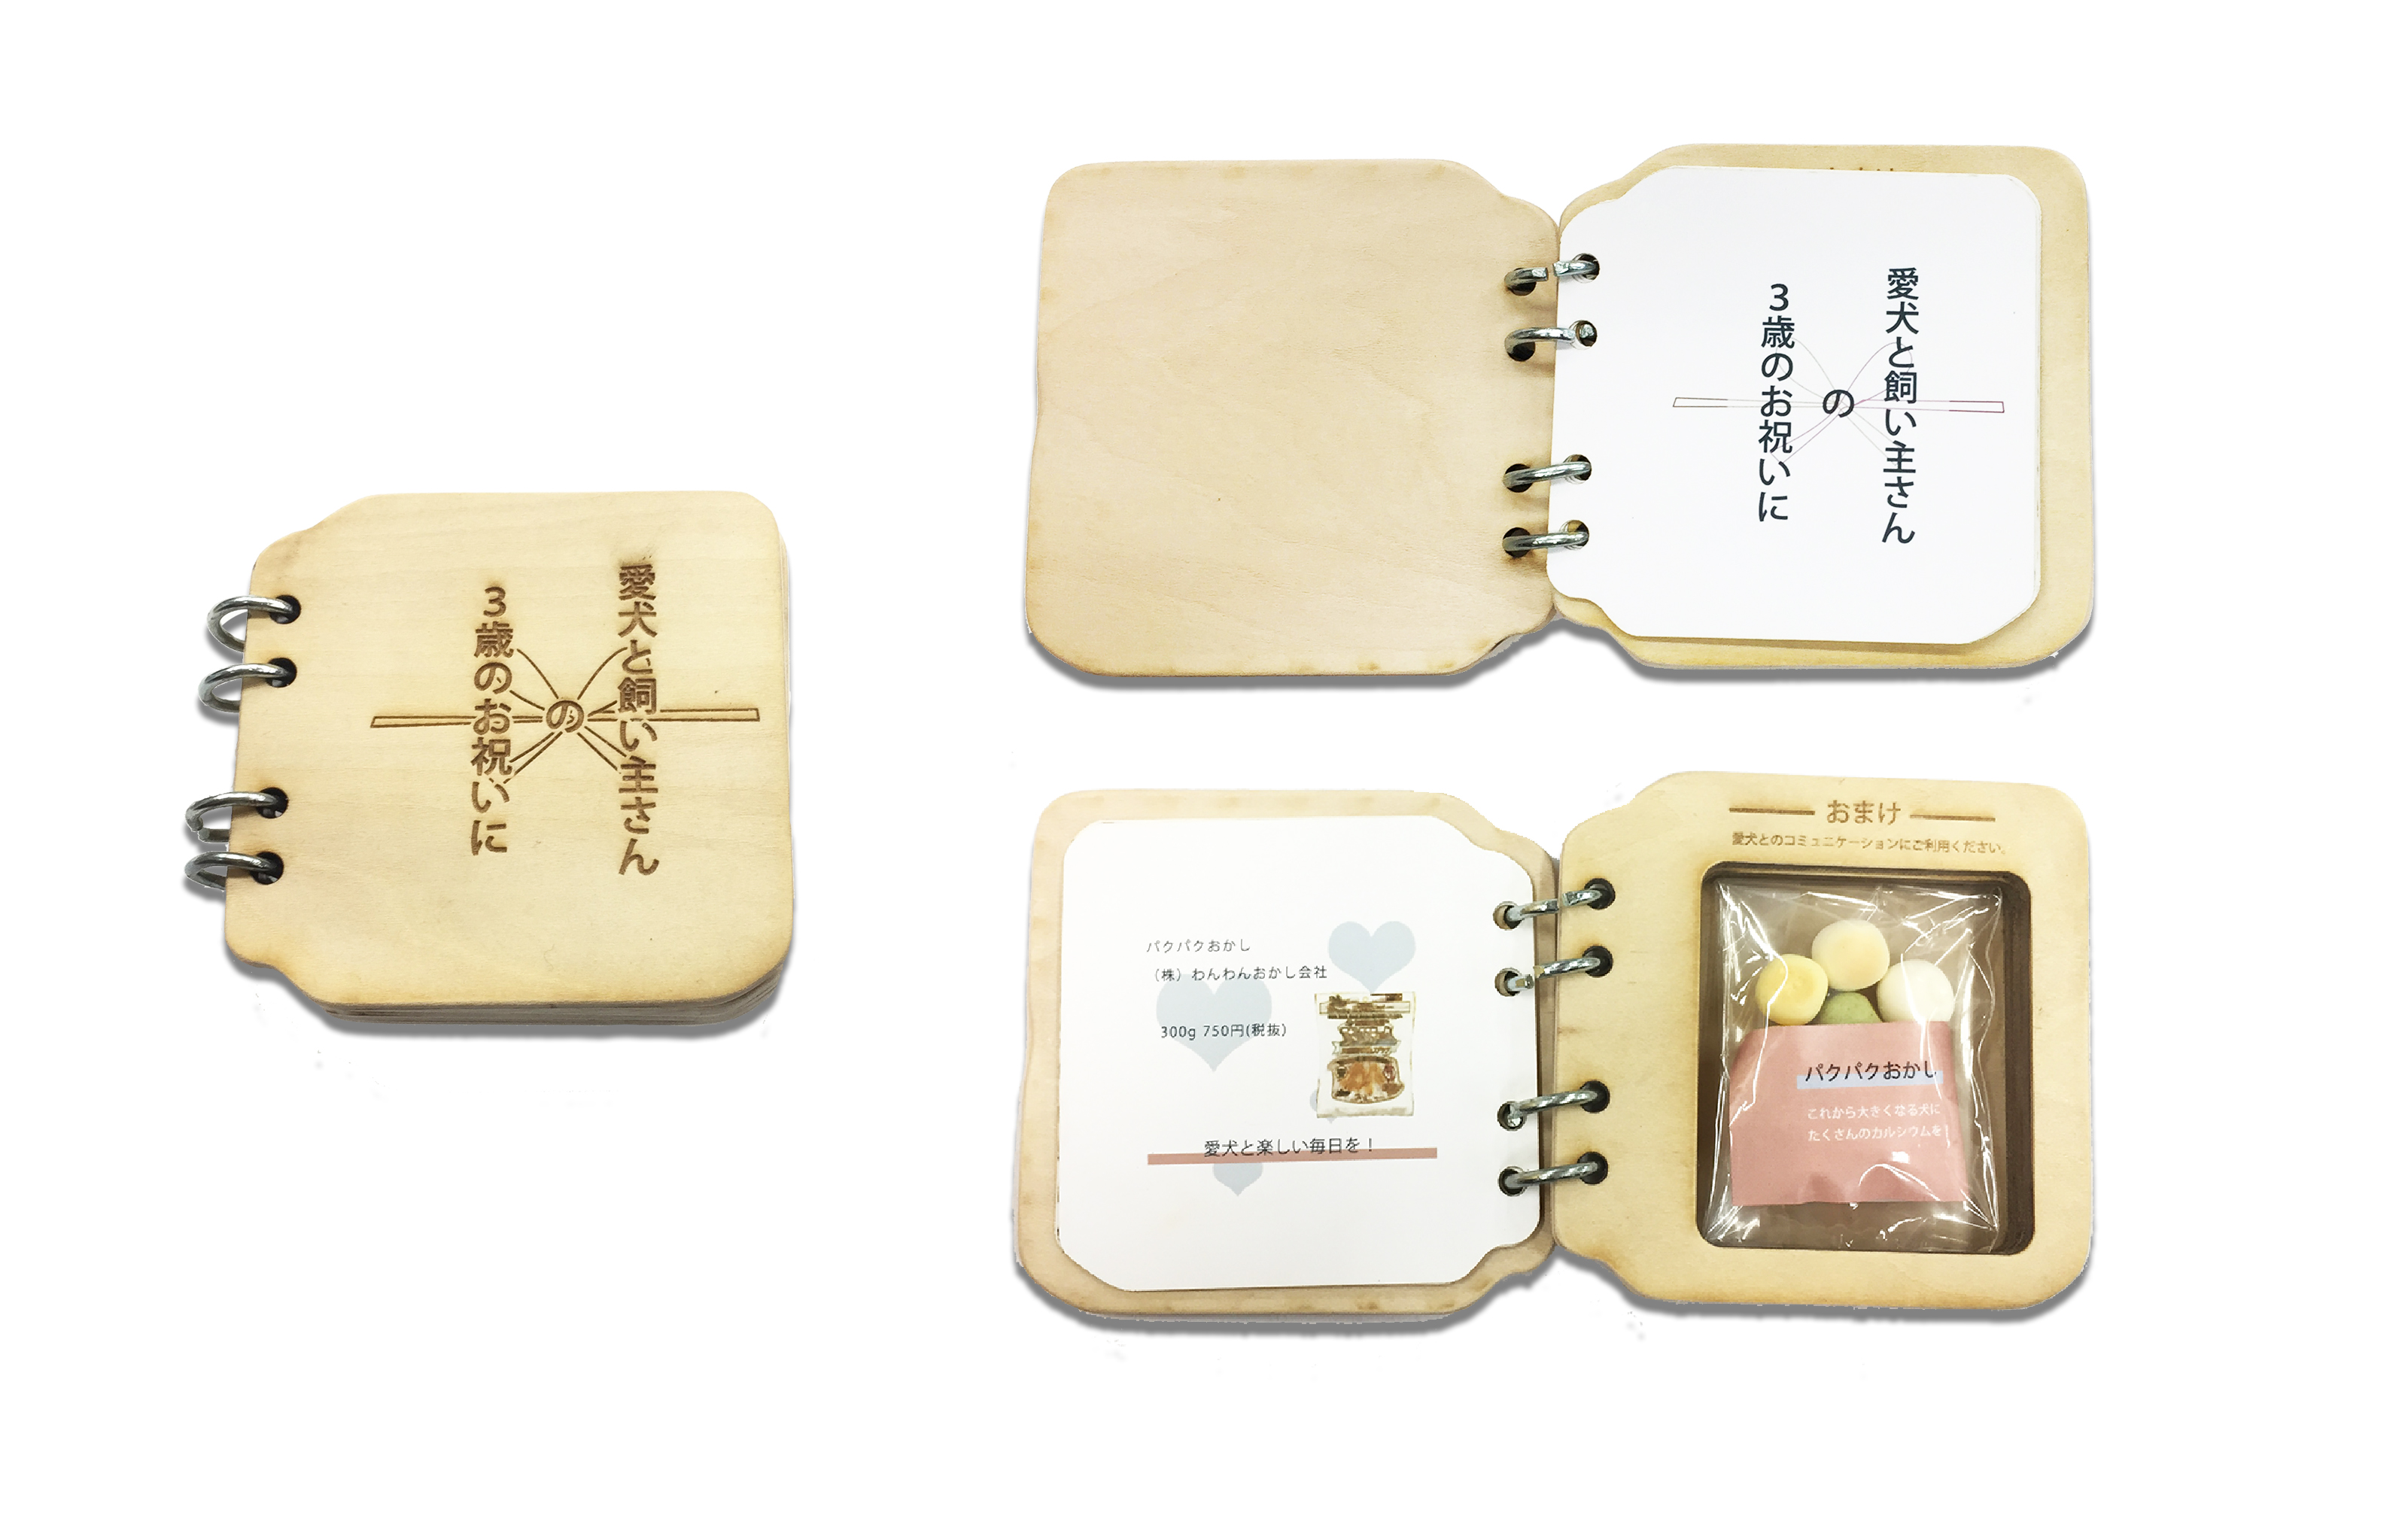 愛犬と飼い主さん
の
3歳のお祝いに
愛犬と飼い主さん
の
3歳のお祝いに
パクパクおかし
（株）わんわんおかし会社
300g 750円(税抜)
愛犬と楽しい毎日を！
おまけ
愛犬とのコミュニケーションにご利用ください。
パクパクおかし
これから大きくなる犬に
たくさんのカルシウムを！